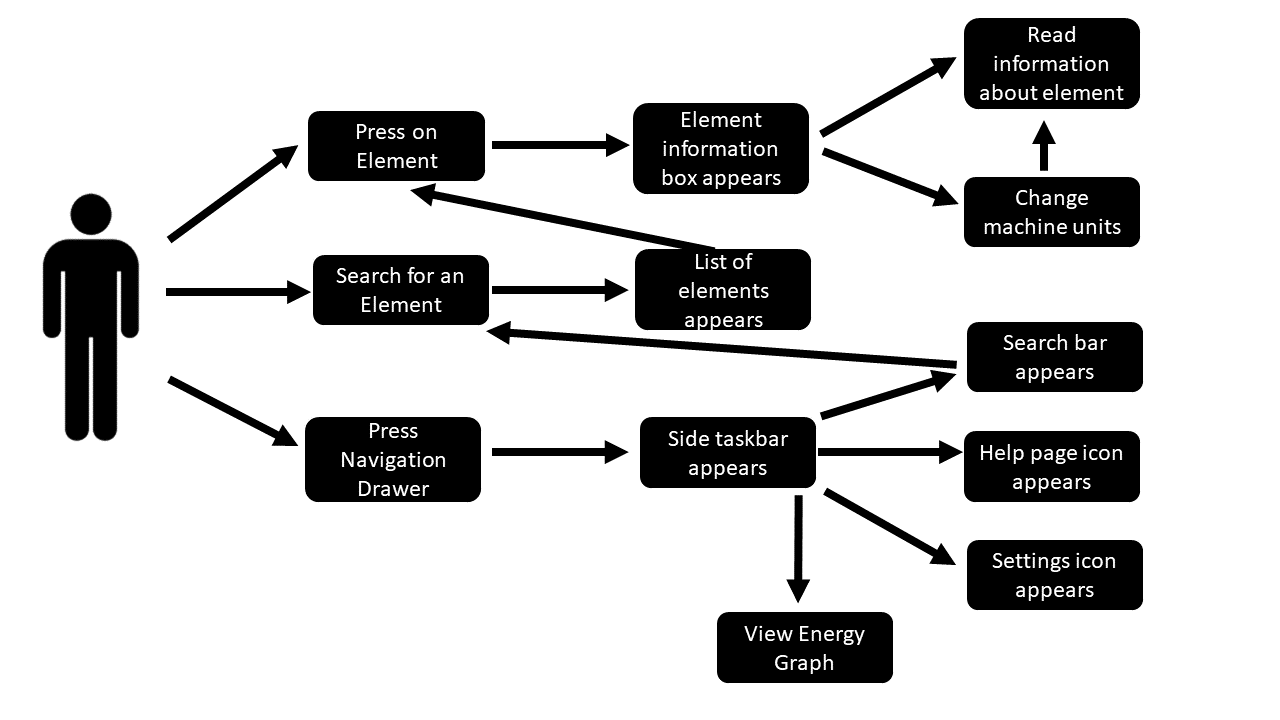 Read
information
about element
Press on
Element
Element
information
box appears
Change
machine units
Search for an
Element
List of
elements
appears
Search bar
appears
Press
Navigation
Drawer
Side taskbar
appears
Help page icon
appears
Settings icon
appears
View Energy
Graph